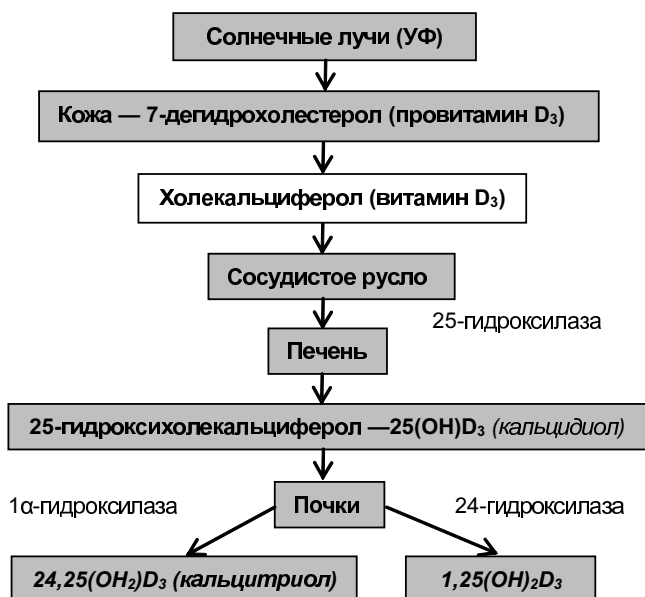 Солнечные лучи (УФ)
Кожа — 7-дегидрохолестерол (провитамин D₃)
Холекальциферол (витамин D₃)
Сосудистое русло
25-гидроксилаза
Печень
25-гидроксихолекальциферол —25(OH)D₃ (кальцидиол)
1α-гидроксилаза
Почки
24-гидроксилаза
24,25(OH₂)D₃ (кальцитриол)
1,25(OH)₂D₃